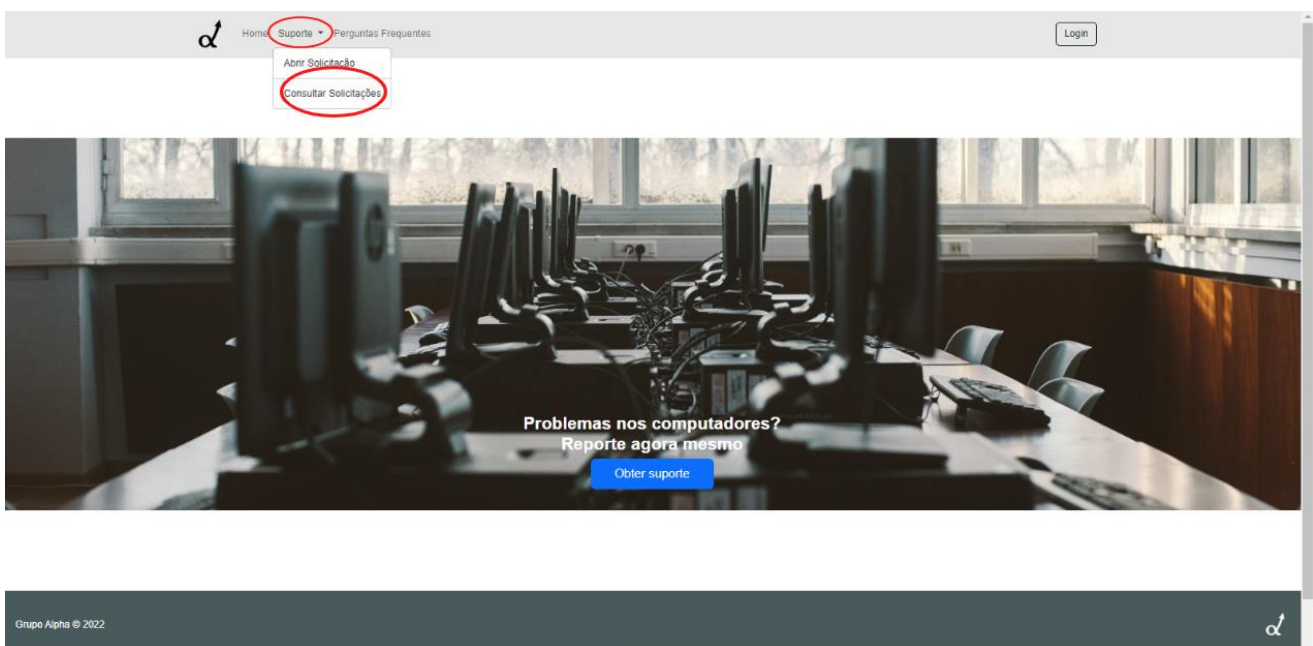 Home Suporte Perguntas Frequentes Login
Abrir Solicitação
Consultar Solicitações
Problemas nos computadores?
Reporte agora mesmo
Obter suporte
Grupo Alpha © 2022